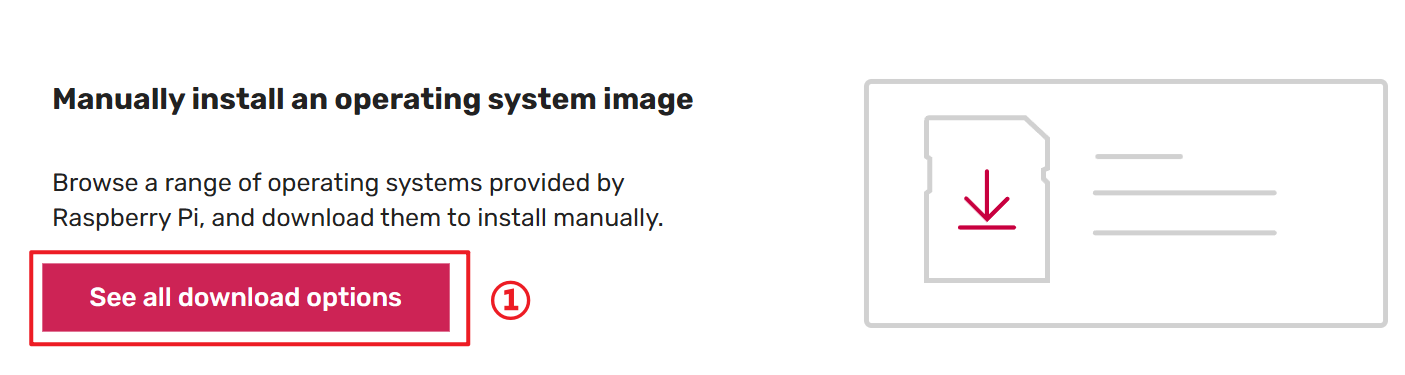 Manually install an operating system image
Browse a range of operating systems provided by
Raspberry Pi, and download them to install manually.
See all download options
①